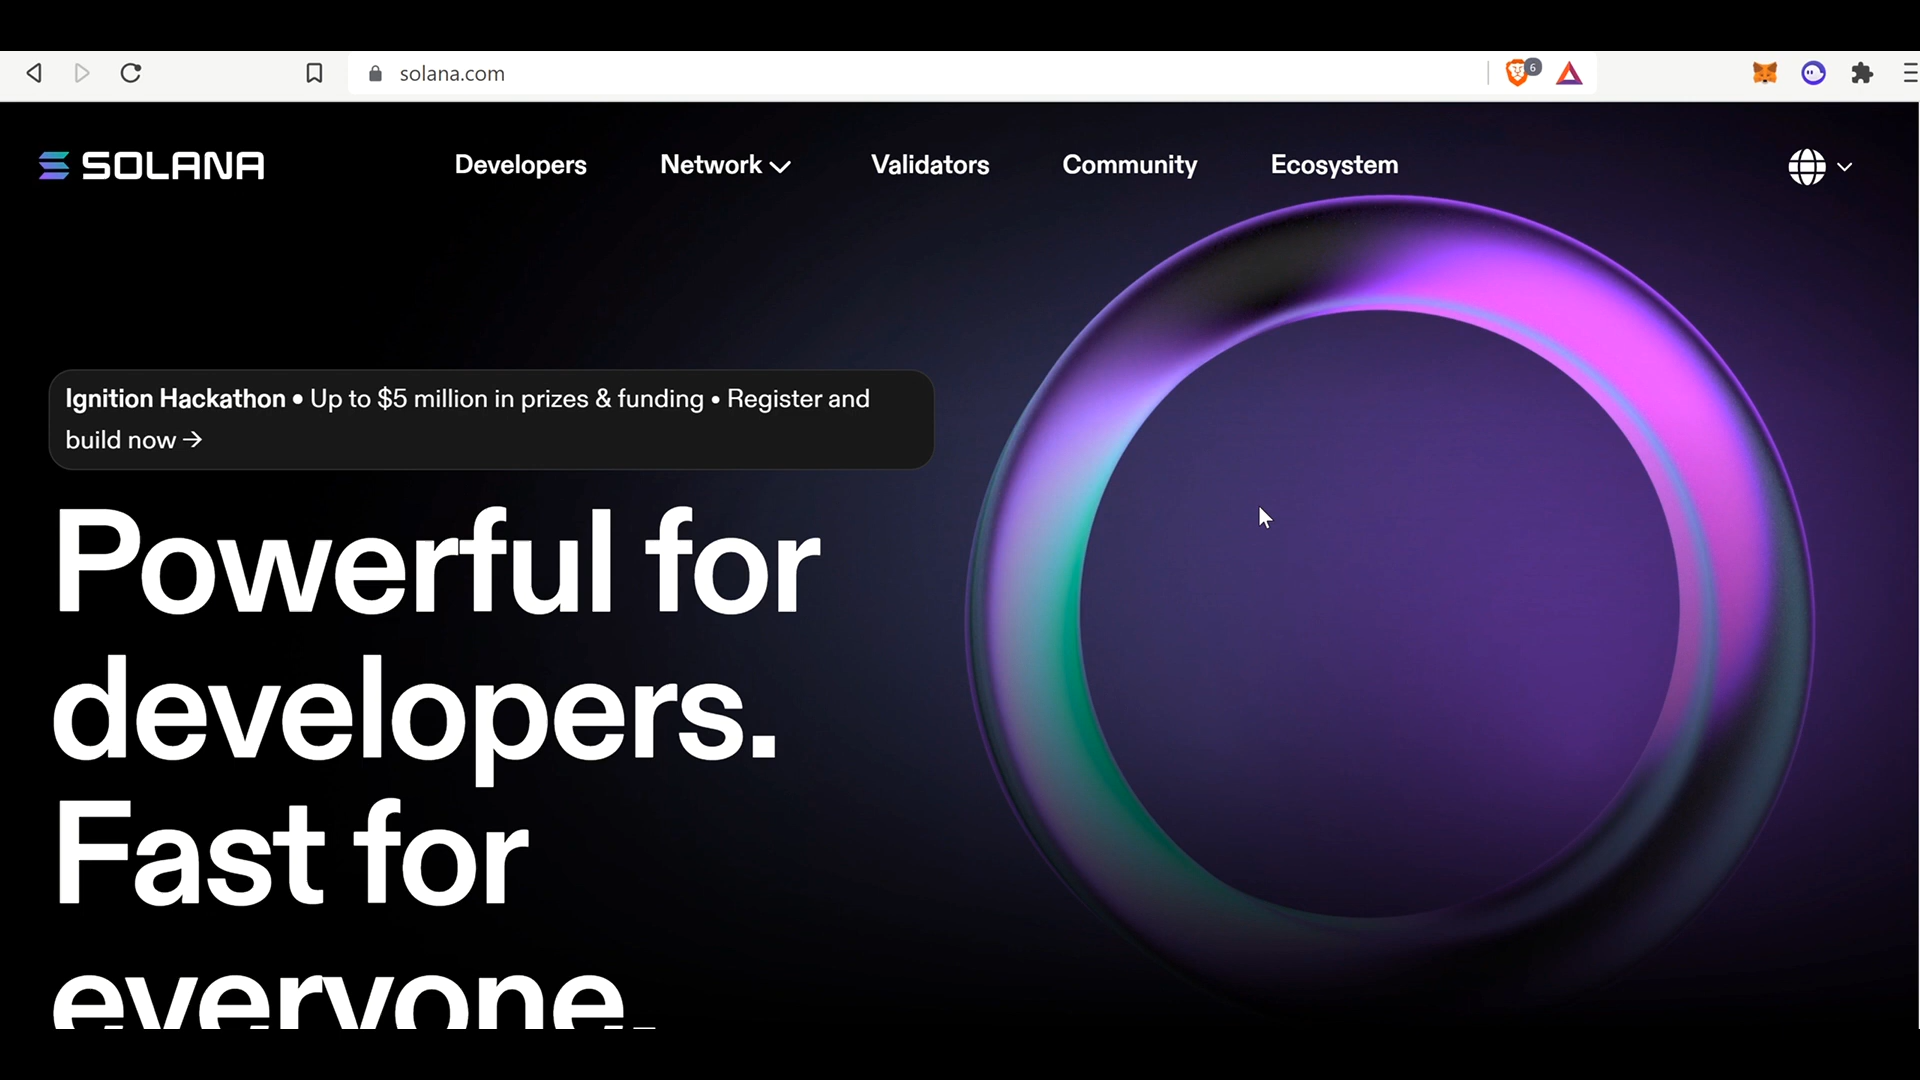 solana.com
6
SOLANA
Developers
Network
Validators
Community
Ecosystem
Ignition Hackathon • Up to $5 million in prizes & funding • Register and
build now →
Powerful for
developers.
Fast for
everyone.